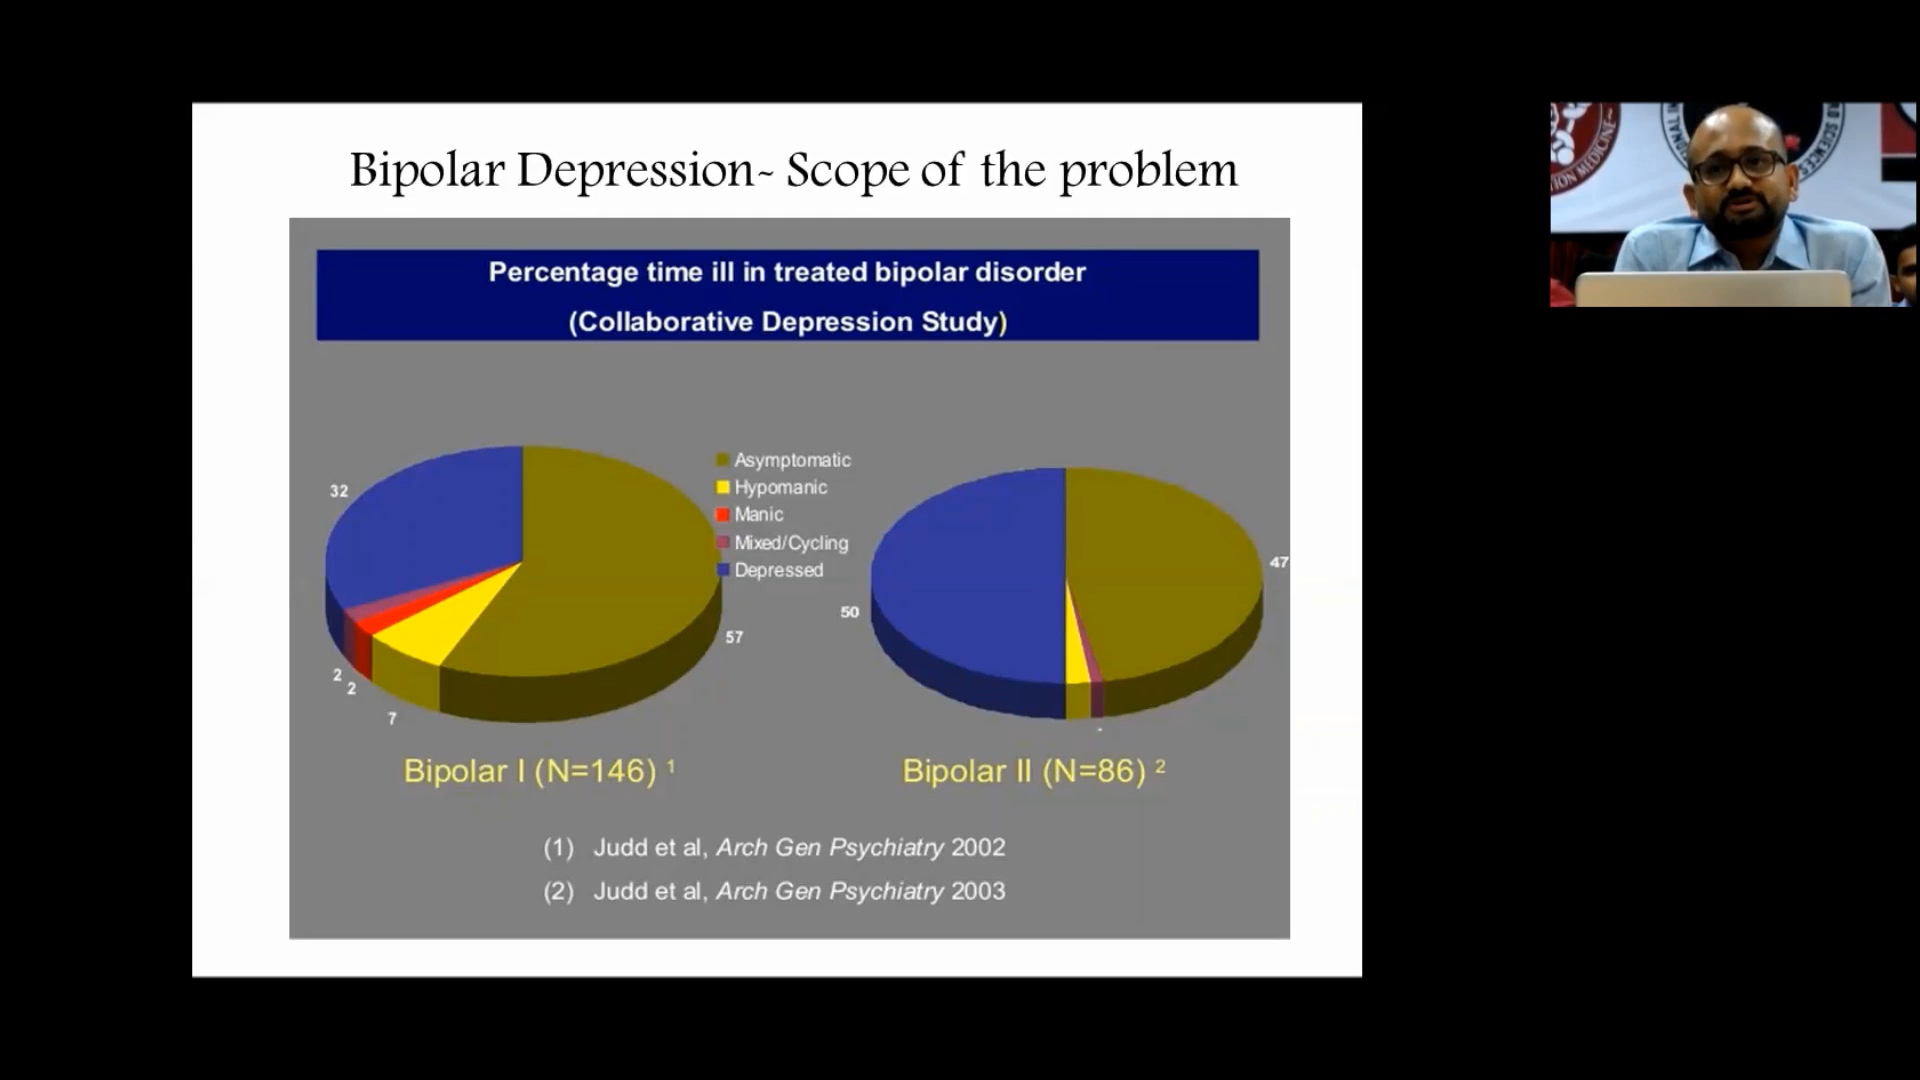 Bipolar Depression- Scope of the problem
Percentage time ill in treated bipolar disorder
(Collaborative Depression Study)
32
2
2
7
57
Asymptomatic
Hypomanic
Manic
Mixed/Cycling
Depressed
50
47
Bipolar I (N=146) 1
Bipolar II (N=86) 2
(1) Judd et al, Arch Gen Psychiatry 2002
(2) Judd et al, Arch Gen Psychiatry 2003
ION MEDICINE